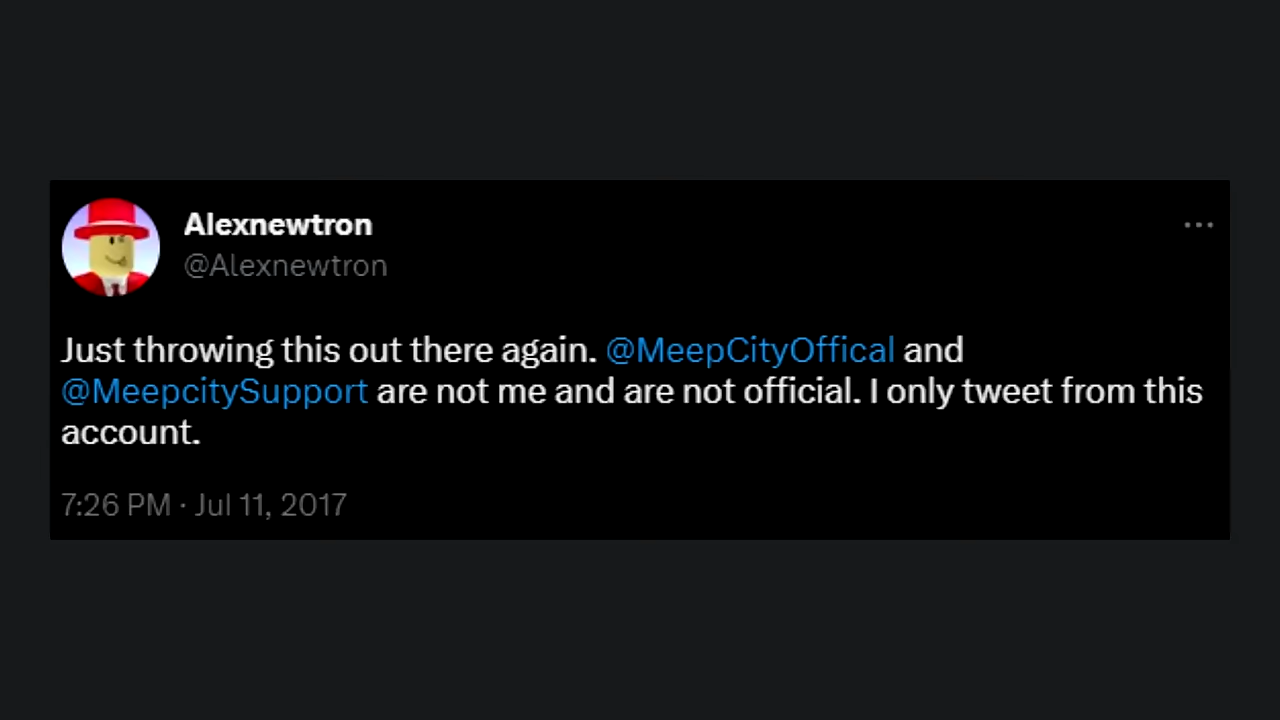 Alexnewtron
@Alexnewtron
Just throwing this out there again. @MeepCityOffical and
@MeepcitySupport are not me and are not official. I only tweet from this
account.
7:26 PM · Jul 11, 2017